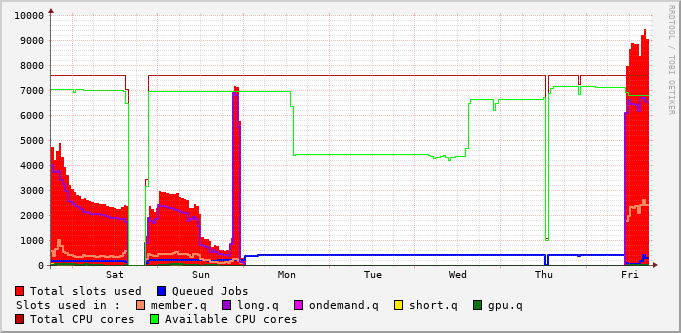 RRDTOOL / TOBI OETIKER
10000
9000
8000
7000
6000
5000
4000
3000
2000
1000
0
Sat Sun Mon Tue Wed Thu Fri
Total slots used Queued Jobs
Slots used in : member.q long.q ondemand.q short.q gpu.q
Total CPU cores Available CPU cores